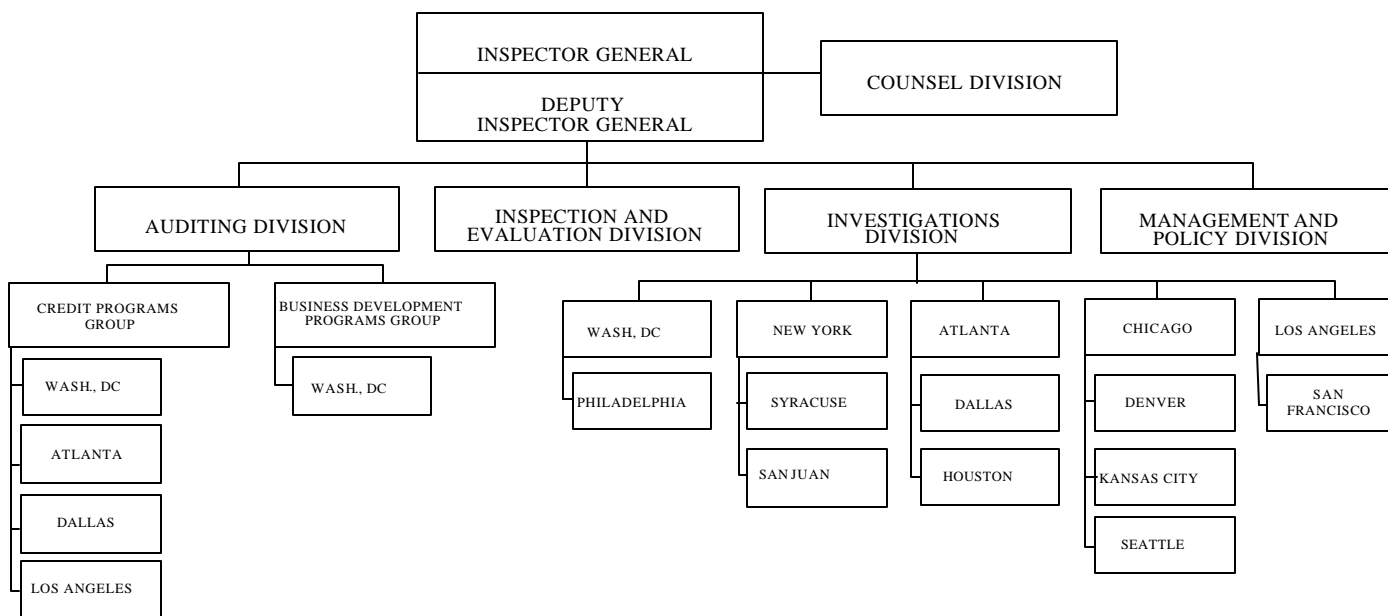 INSPECTOR GENERAL
DEPUTY
INSPECTOR GENERAL
COUNSEL DIVISION
AUDITING DIVISION
INSPECTION AND
EVALUATION DIVISION
INVESTIGATIONS
DIVISION
MANAGEMENT AND
POLICY DIVISION
CREDIT PROGRAMS
GROUP
WASH., DC
ATLANTA
DALLAS
LOS ANGELES
BUSINESS DEVELOPMENT
PROGRAMS GROUP
WASH., DC
WASH, DC
PHILADELPHIA
NEW YORK
SYRACUSE
SAN JUAN
ATLANTA
DALLAS
HOUSTON
CHICAGO
DENVER
KANSAS CITY
SEATTLE
LOS ANGELES
SAN
FRANCISCO